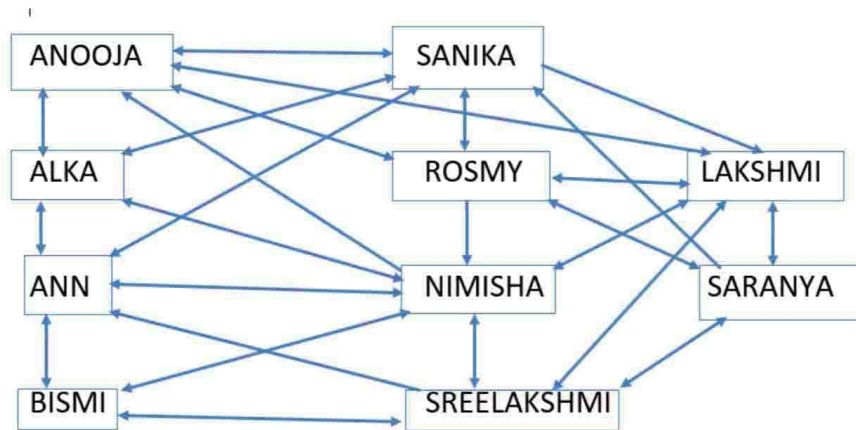 ANOOJA
SANIKA
ALKA
ROSMY
LAKSHMI
ANN
NIMISHA
SARANYA
BISMI
SREELAKSHMI